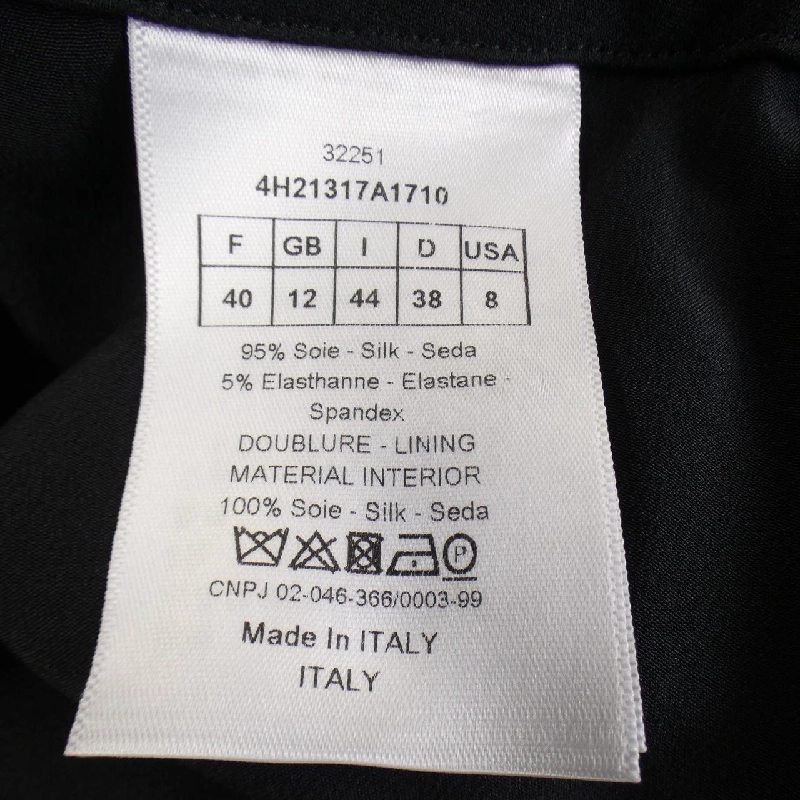 32251
4H21317A1710
F GB I D USA
40 12 44 38 8
95% Soie - Silk - Seda
5% Elasthanne - Elastane -
Spandex
DOUBLURE - LINING
MATERIAL INTERIOR
100% Soie - Silk - Seda
P
CNPJ 02-046-366/0003-99
Made In ITALY
ITALY